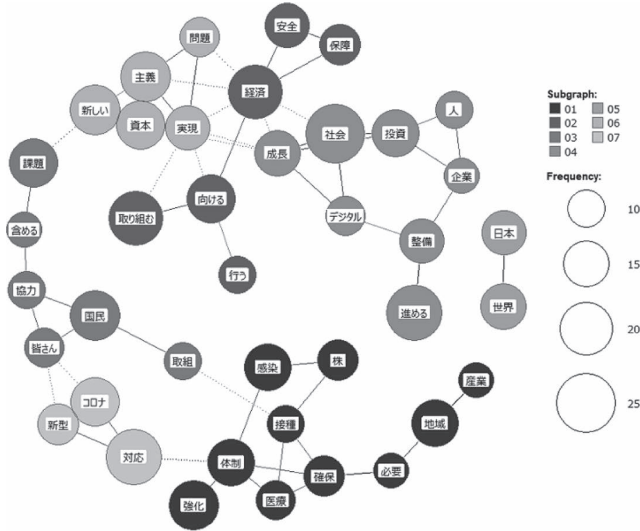 安全
問題
保障
主義
経済
新しい
資本
実現
社会
投資
人
成長
課題
企業
取り組む
向ける
デジタル
含める
整備
日本
行う
協力
国民
進める
世界
皆さん
取組
感染
株
産業
コロナ
新型
接種
地域
対応
体制
確保
必要
強化
医療
Subgraph:
01 05
02 06
03 07
04
Frequency:
10
15
20
25